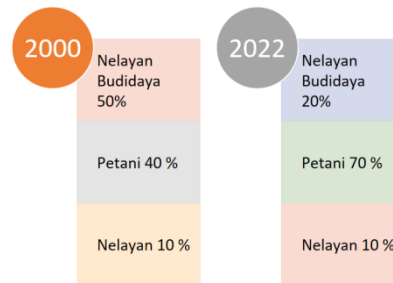 2000
Nelayan
Budidaya
50%
Petani 40 %
Nelayan 10 %
2022
Nelayan
Budidaya
20%
Petani 70 %
Nelayan 10 %